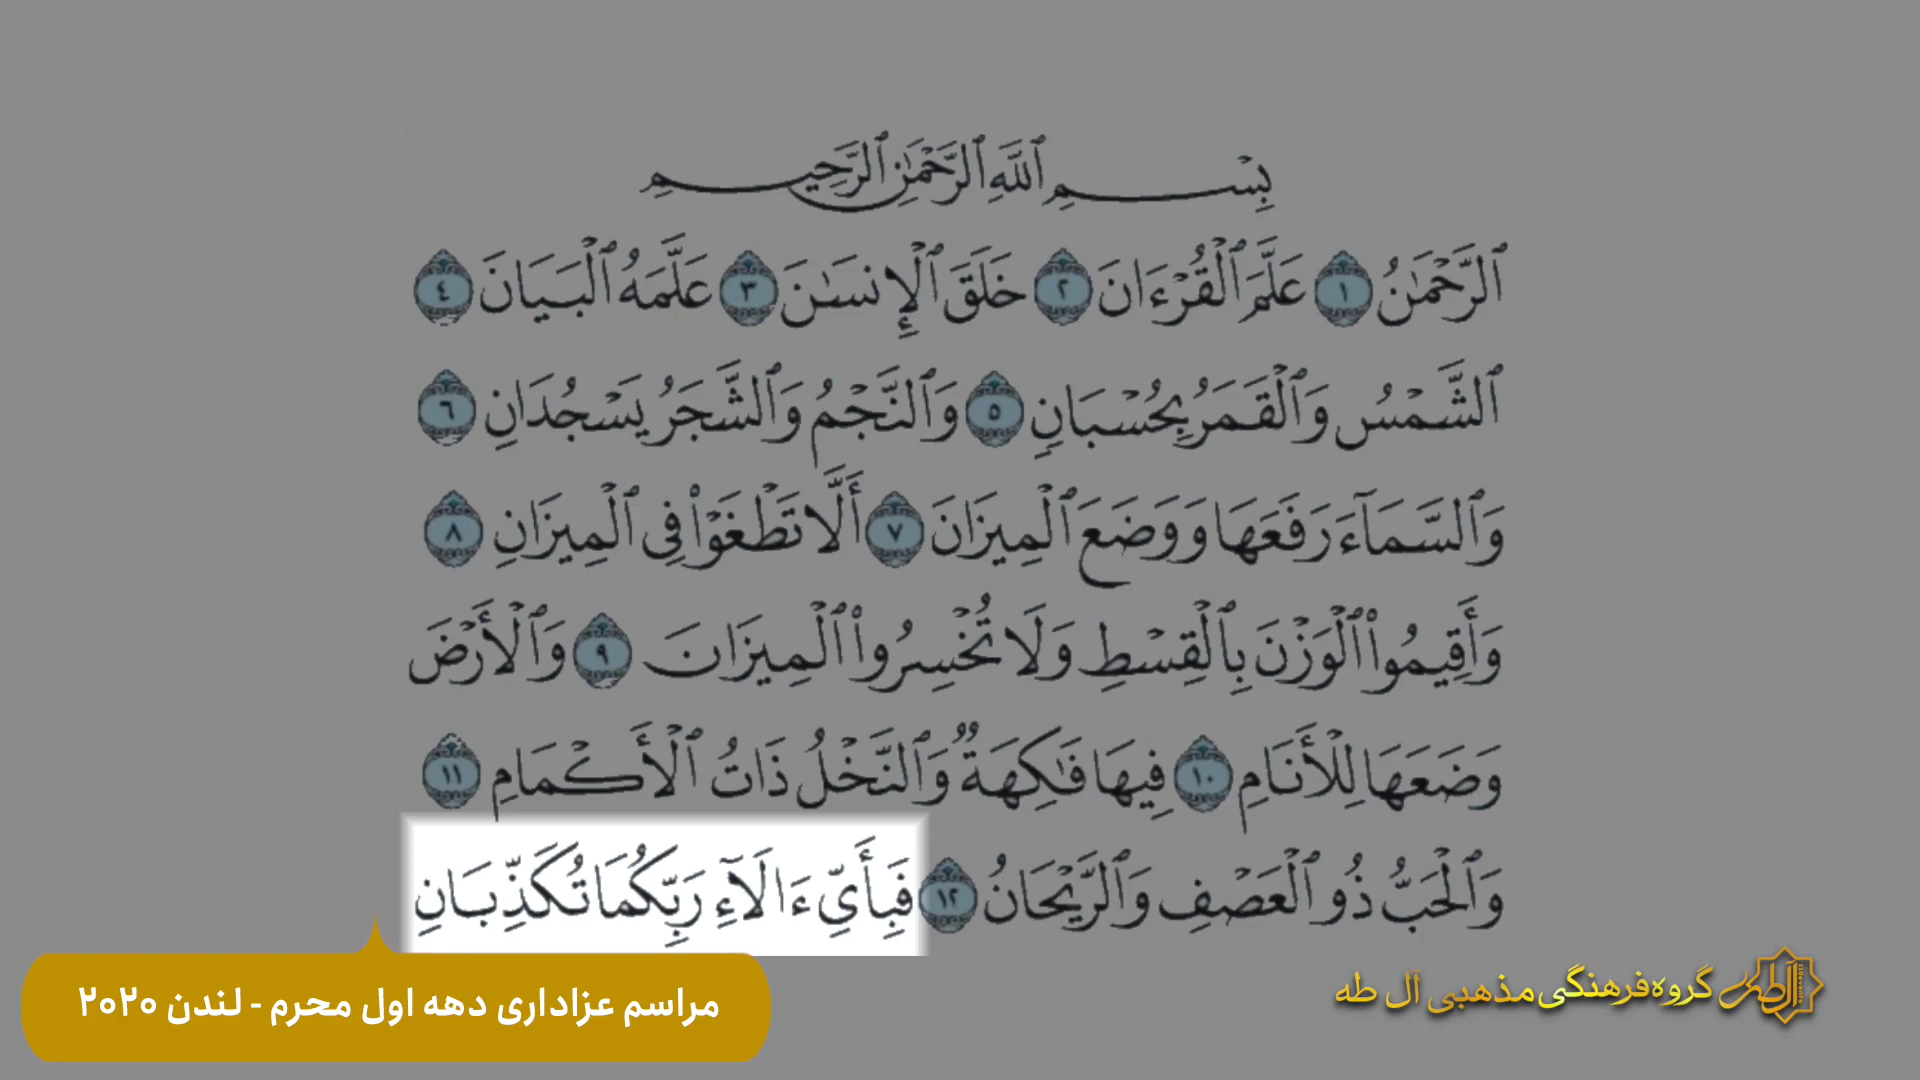 بِسْمِ ٱللَّهِ ٱلرَّحْمَٰنِ ٱلرَّحِيمِ
ٱلرَّحْمَٰنُ ١ عَلَّمَ ٱلْقُرْءَانَ ٢ خَلَقَ ٱلْإِنسَٰنَ ٣ عَلَّمَهُ ٱلْبَيَانَ ٤
ٱلشَّمْسُ وَٱلْقَمَرُ بِحُسْبَانٍ ٥ وَٱلنَّجْمُ وَٱلشَّجَرُ يَسْجُدَانِ ٦
وَٱلسَّمَآءَ رَفَعَهَا وَوَضَعَ ٱلْمِيزَانَ ٧ أَلَّا تَطْغَوْا۟ فِى ٱلْمِيزَانِ ٨
وَأَقِيمُوا۟ ٱلْوَزْنَ بِٱلْقِسْطِ وَلَا تُخْسِرُوا۟ ٱلْمِيزَانَ ٩ وَٱلْأَرْضَ
وَضَعَهَا لِلْأَنَامِ ١٠ فِيهَا فَٰكِهَةٌ وَٱلنَّخْلُ ذَاتُ ٱلْأَكْمَامِ ١١
وَٱلْحَبُّ ذُو ٱلْعَصْفِ وَٱلرَّيْحَانُ ١٢ فَبِأَىِّ ءَالَآءِ رَبِّكُمَا تُكَذِّبَانِ
مراسم عزاداری دهه اول محرم - لندن ۲۰۲۰
گروه فرهنگی مذهبی آل طه